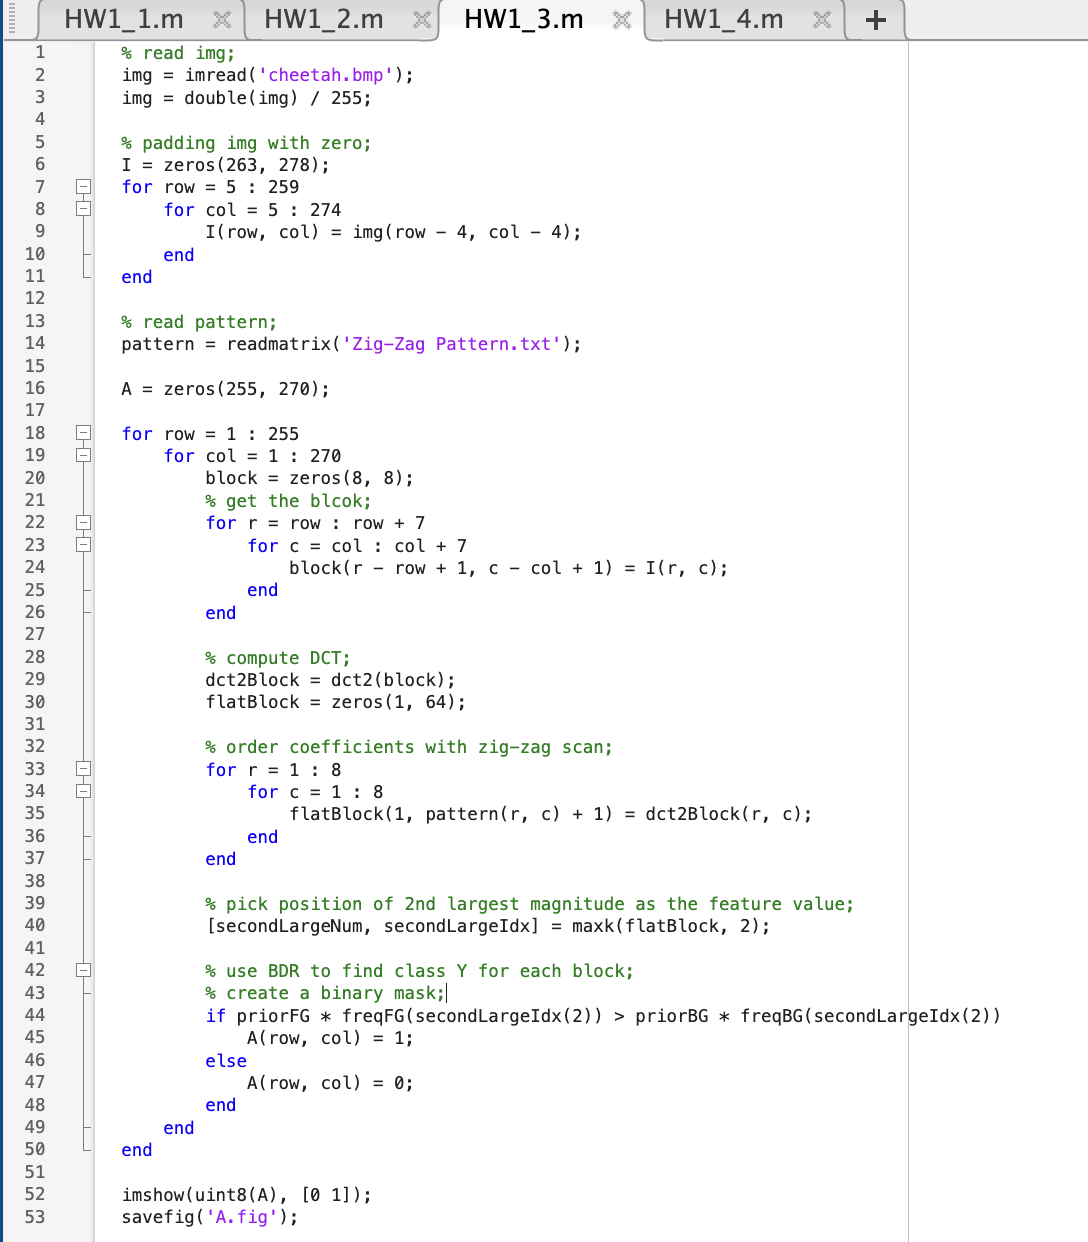 HW1_1.m HW1_2.m HW1_3.m HW1_4.m +
1 % read img;
2 img = imread('cheetah.bmp');
3 img = double(img) / 255;
4
5 % padding img with zero;
6 I = zeros(263, 278);
7 for row = 5 : 259
8 for col = 5 : 274
9 I(row, col) = img(row - 4, col - 4);
10 end
11 end
12
13 % read pattern;
14 pattern = readmatrix('Zig-Zag Pattern.txt');
15
16 A = zeros(255, 270);
17
18 for row = 1 : 255
19 for col = 1 : 270
20 block = zeros(8, 8);
21 % get the blcok;
22 for r = row : row + 7
23 for c = col : col + 7
24 block(r - row + 1, c - col + 1) = I(r, c);
25 end
26 end
27
28 % compute DCT;
29 dct2Block = dct2(block);
30 flatBlock = zeros(1, 64);
31
32 % order coefficients with zig-zag scan;
33 for r = 1 : 8
34 for c = 1 : 8
35 flatBlock(1, pattern(r, c) + 1) = dct2Block(r, c);
36 end
37 end
38
39 % pick position of 2nd largest magnitude as the feature value;
40 [secondLargeNum, secondLargeIdx] = maxk(flatBlock, 2);
41
42 % use BDR to find class Y for each block;
43 % create a binary mask;
44 if priorFG * freqFG(secondLargeIdx(2)) > priorBG * freqBG(secondLargeIdx(2))
45 A(row, col) = 1;
46 else
47 A(row, col) = 0;
48 end
49 end
50 end
51
52 imshow(uint8(A), [0 1]);
53 savefig('A.fig');